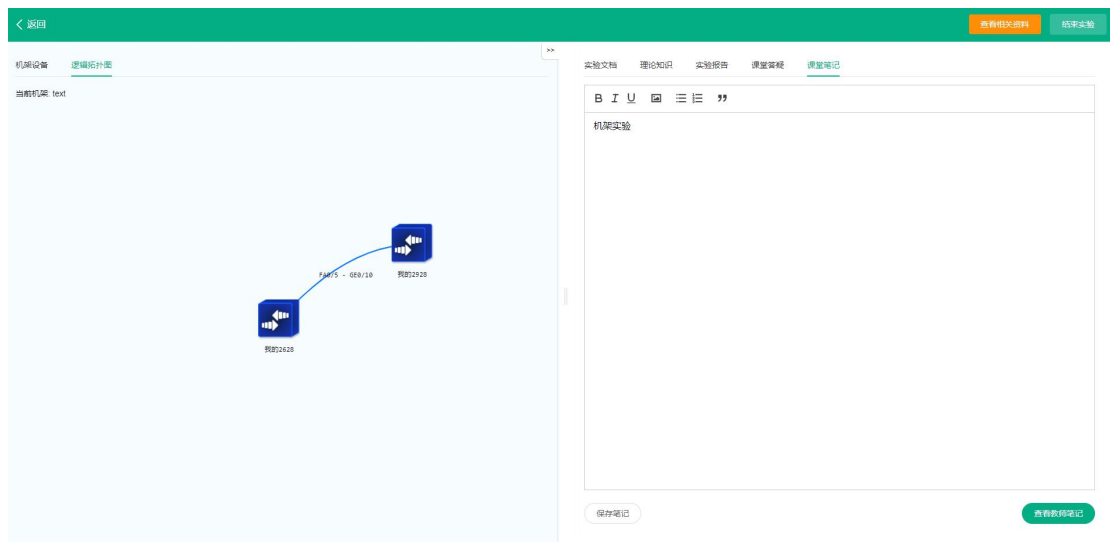 返回
查看相关资料
结束实验
机架设备
逻辑拓扑图
>>
当前机架: text
FA0/5 - GE0/10
我的2928
我的2628
实验文档
理论知识
实验报告
课堂答疑
课堂笔记
B I U
机架实验
保存笔记
查看教师笔记